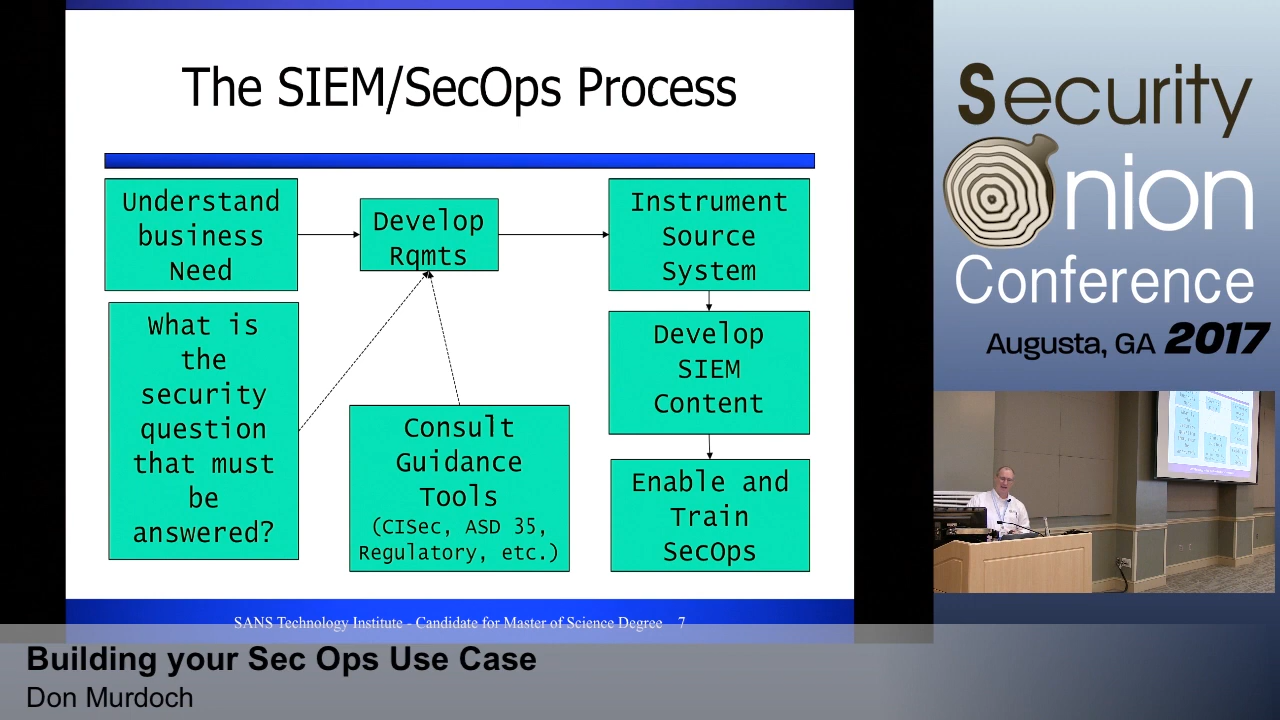 The SIEM/SecOps Process
Understand
business
Need
Develop
Rqmts
Instrument
Source
System
What is
the
security
question
that must
be
answered?
Consult
Guidance
Tools
(CISec, ASD 35,
Regulatory, etc.)
Develop
SIEM
Content
Enable and
Train
SecOps
SANS Technology Institute - Candidate for Master of Science Degree 7
Security
Onion
Conference
Augusta, GA 2017
Building your Sec Ops Use Case
Don Murdoch